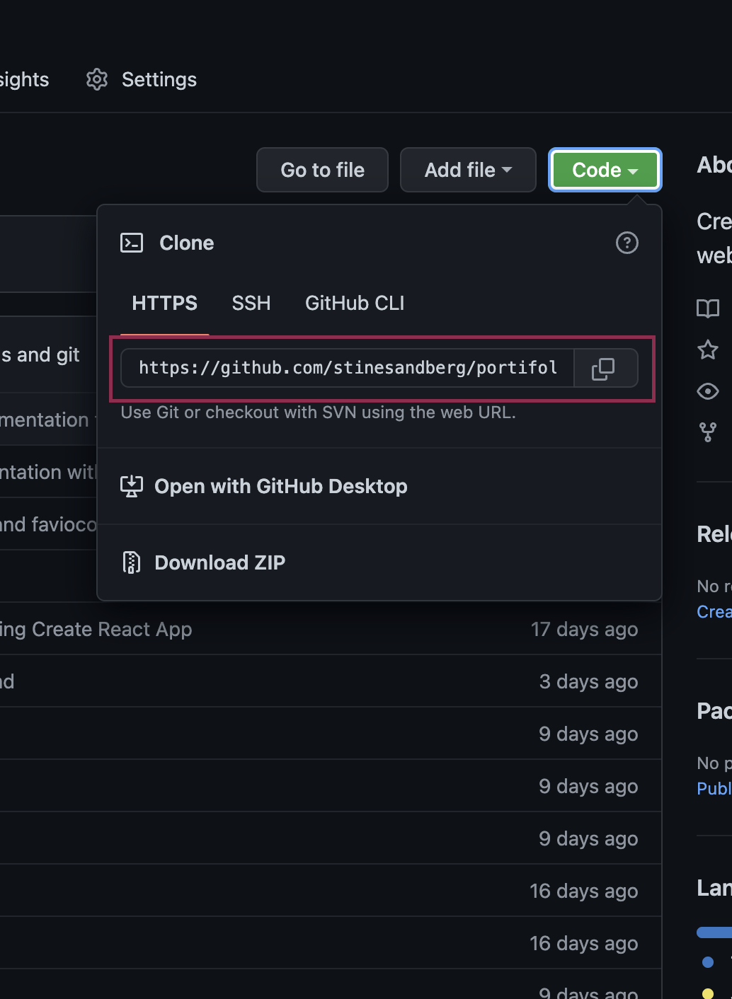 sights Settings
Go to file Add file Code
Abo
Clone
Cre
web
HTTPS SSH GitHub CLI
s and git
https://github.com/stinesandberg/portifol
Use Git or checkout with SVN using the web URL.
mentation
ntation with
Open with GitHub Desktop
and favioco
Rele
Download ZIP
No re
Crea
ing Create React App 17 days ago
nd 3 days ago
Pac
9 days ago
No p
Publ
9 days ago
9 days ago
16 days ago
Lan
16 days ago
9 days ago